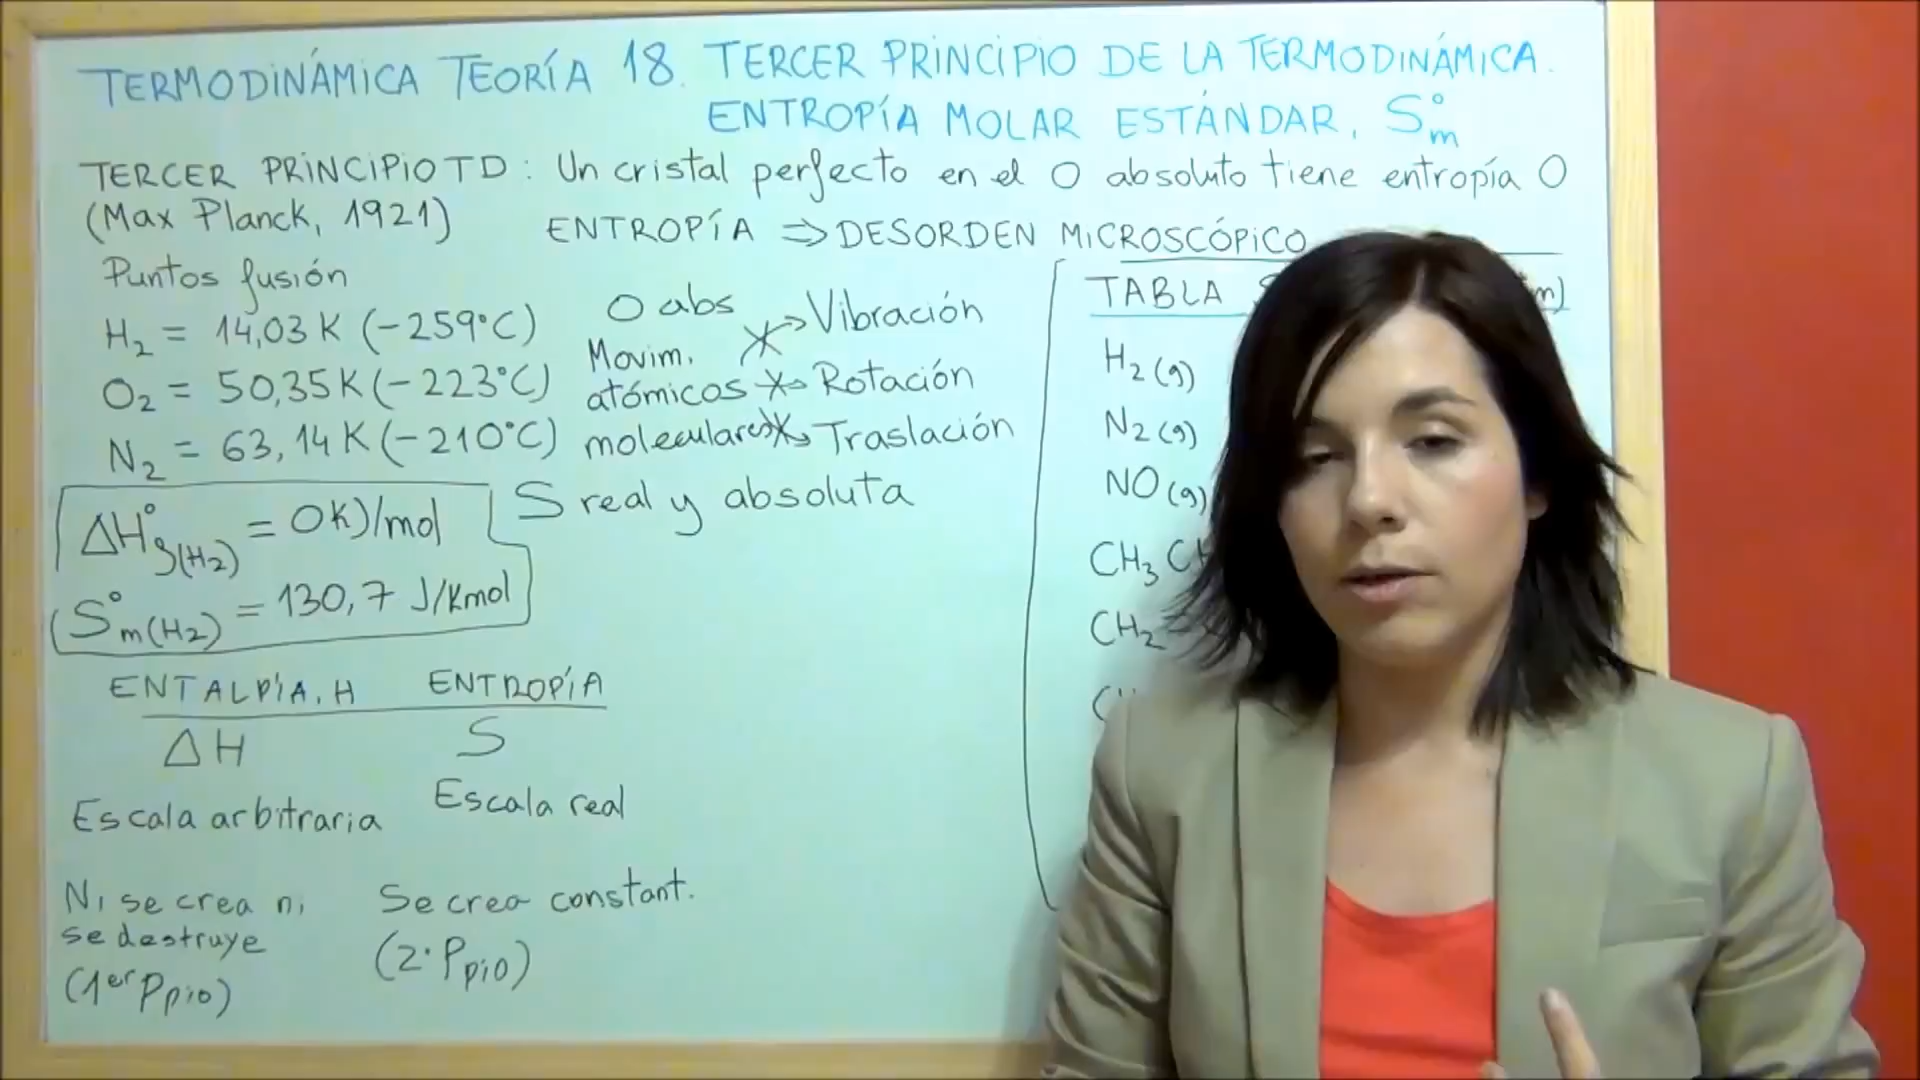 TERMODINÁMICA TEORÍA 18. TERCER PRINCIPIO DE LA TERMODINÁMICA.
ENTROPÍA MOLAR ESTÁNDAR, S°m
TERCER PRINCIPIO TD: Un cristal perfecto en el 0 absoluto tiene entropía 0
(Max Planck, 1921)
ENTROPÍA ⇒ DESORDEN MICROSCÓPICO
Puntos fusión
H₂ = 14,03 K (-259°C)
O₂ = 50,35 K (-223°C)
N₂ = 63,14 K (-210°C)
0 abs
Movim.
atómicos
moleculares
Vibración
Rotación
Traslación
S real y absoluta
ΔH°f(H₂) = 0 KJ/mol
S°m(H₂) = 130,7 J/Kmol
ENTALPÍA, H ENTROPÍA
ΔH S
Escala arbitraria Escala real
Ni se crea ni
se destruye
(1er Ppio)
Se crea constant.
(2º Ppio)
TABLA
H₂(g)
N₂(g)
NO(g)
CH₃
CH₂